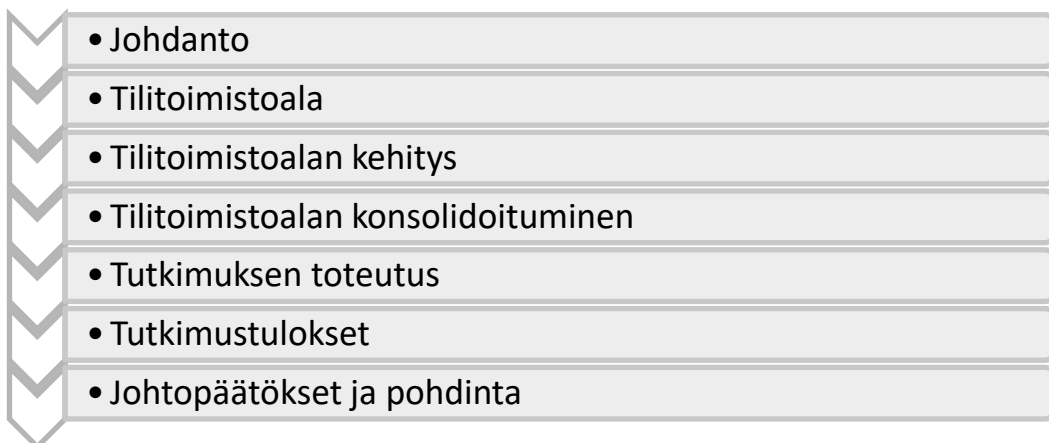 • Johdanto
• Tilitoimistoala
• Tilitoimistoalan kehitys
• Tilitoimistoalan konsolidoituminen
• Tutkimuksen toteutus
• Tutkimustulokset
• Johtopäätökset ja pohdinta